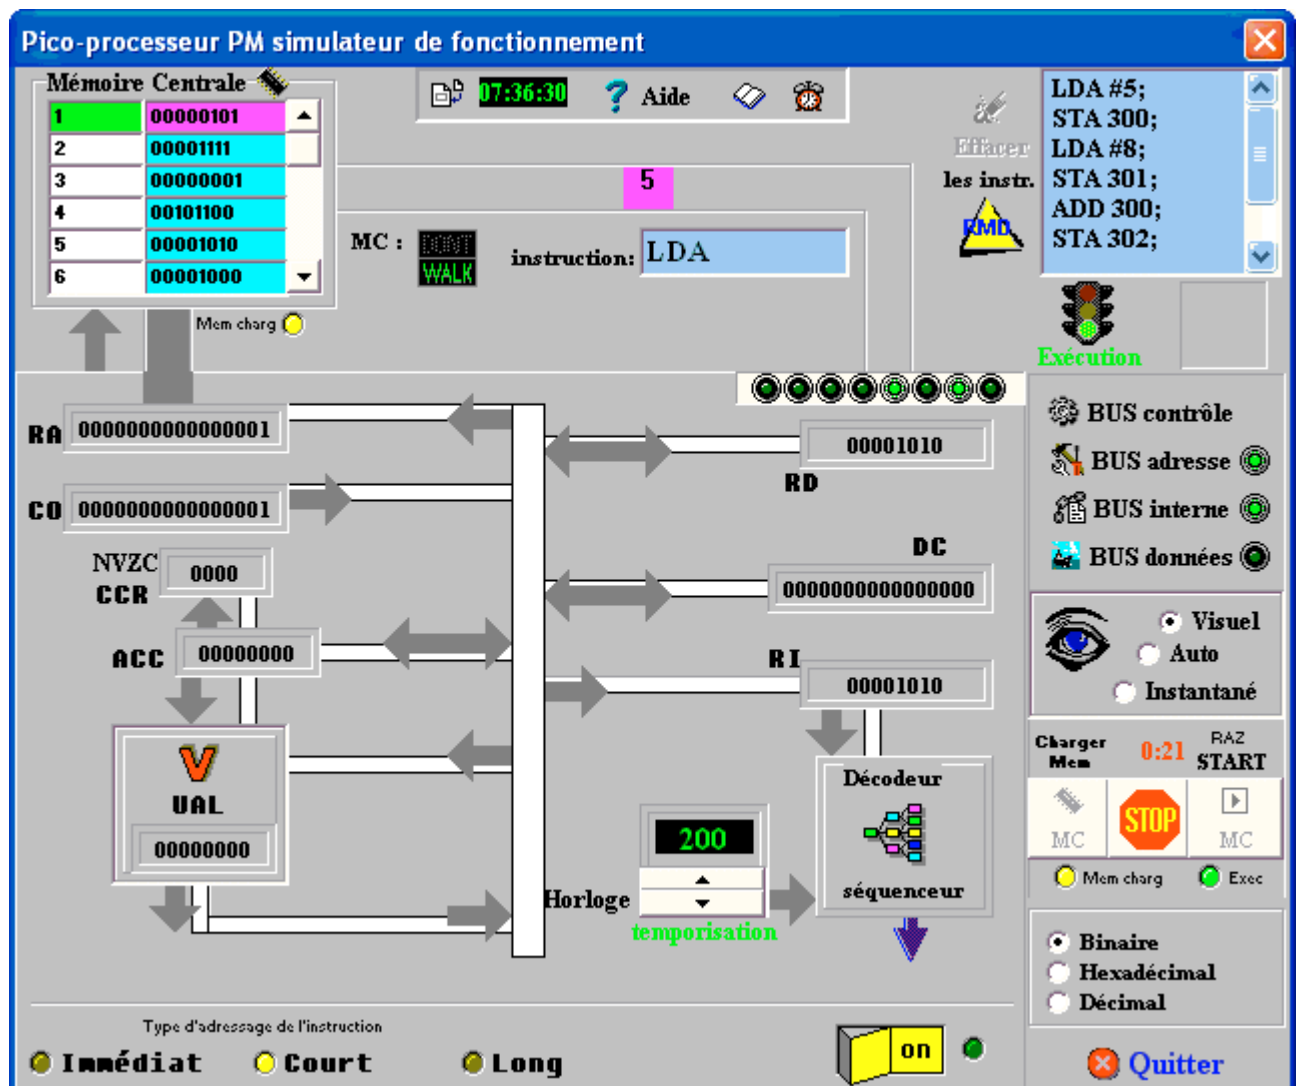 Pico-processeur PM simulateur de fonctionnement
Mémoire Centrale
07:36:30
Aide
1 00000101
2 00001111
3 00000001
4 00101100
5 00001010
6 00001000
Mem charg
Effacer
les instr.
RMD
LDA #5;
STA 300;
LDA #8;
STA 301;
ADD 300;
STA 302;
5
MC :
DONT
WALK
instruction: LDA
Exécution
RA 0000000000000001
CO 0000000000000001
NVZC
CCR
0000
ACC 00000000
V
UAL
00000000
00001010
RD
DC
0000000000000000
RI
00001010
Décodeur
séquenceur
200
Horloge
temporisation
BUS contrôle
BUS adresse
BUS interne
BUS données
Visuel
Auto
Instantané
Charger
Mem
0:21
RAZ
START
MC
STOP
MC
Mem charg
Exec
Binaire
Hexadécimal
Décimal
Type d'adressage de l'instruction
Immédiat
Court
Long
on
Quitter